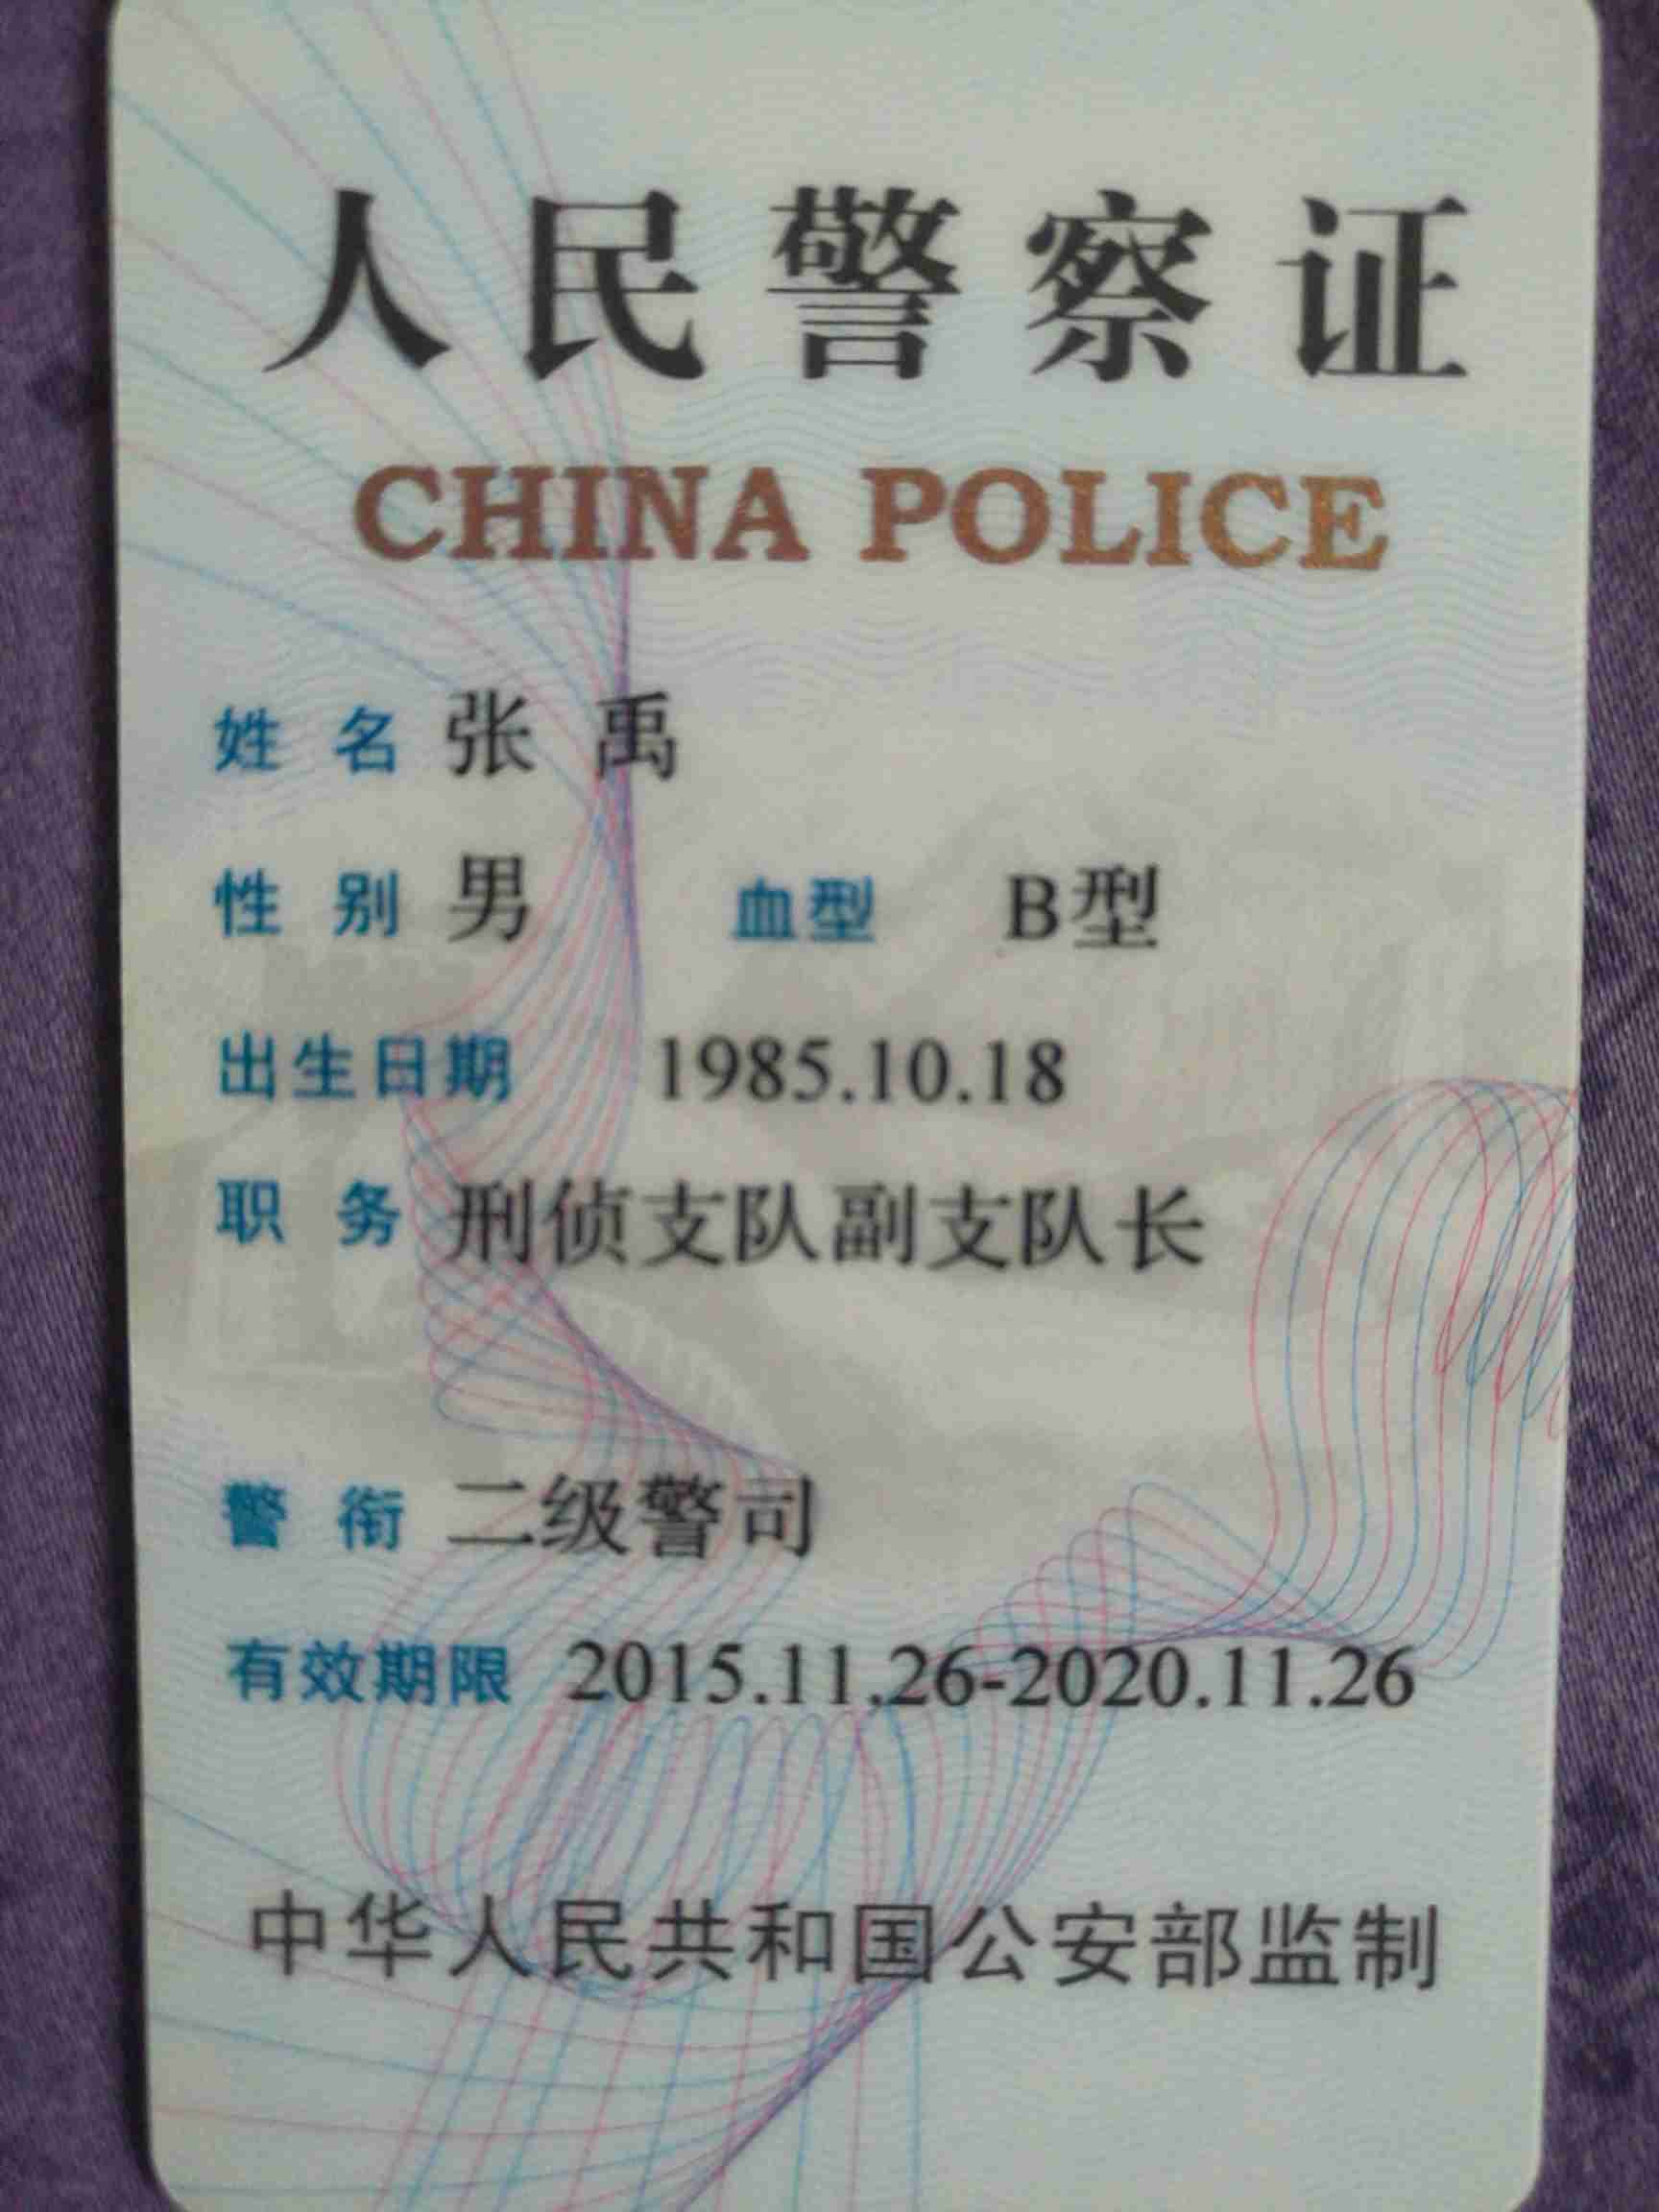 人民警察证
CHINA POLICE
姓名 张禹
性别 男 血型 B型
出生日期 1985.10.18
职务 刑侦支队副支队长
警衔 二级警司
有效期限 2015.11.26-2020.11.26
中华人民共和国公安部监制